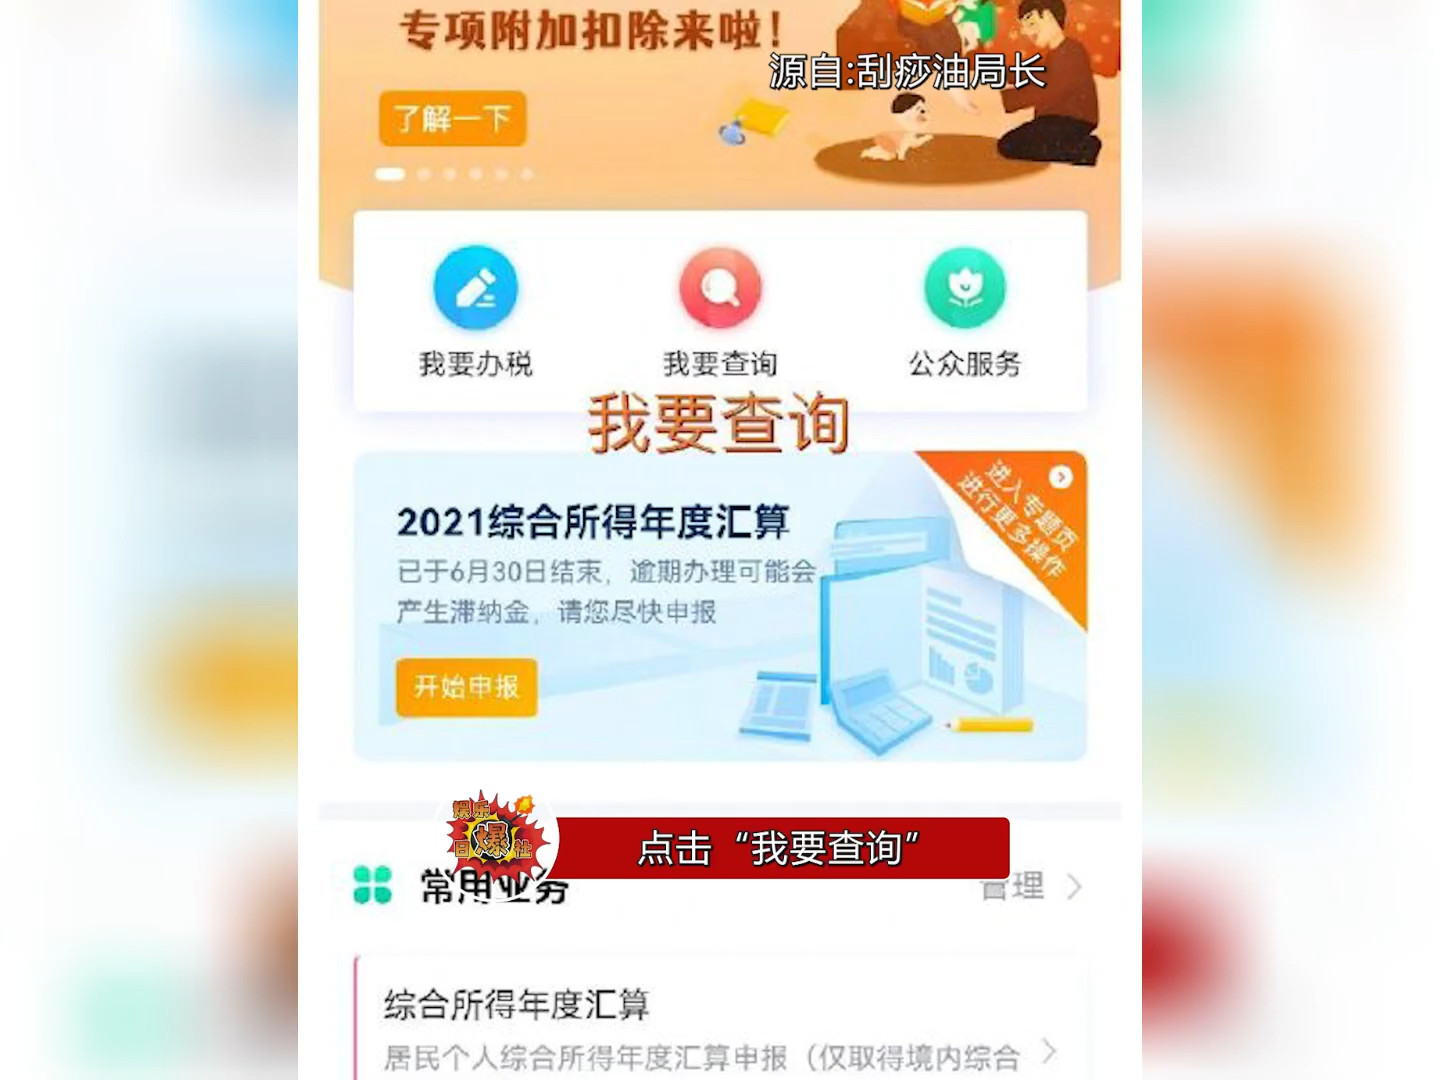 专项附加扣除来啦！
源自:刮痧油局长
了解一下
我要办税
我要查询
公众服务
我要查询
进入专题页
进行更多操作
2021综合所得年度汇算
已于6月30日结束，逾期办理可能会
产生滞纳金，请您尽快申报
开始申报
娱乐
日爆社
点击“我要查询”
常用业务
管理
综合所得年度汇算
居民个人综合所得年度汇算申报（仅取得境内综合